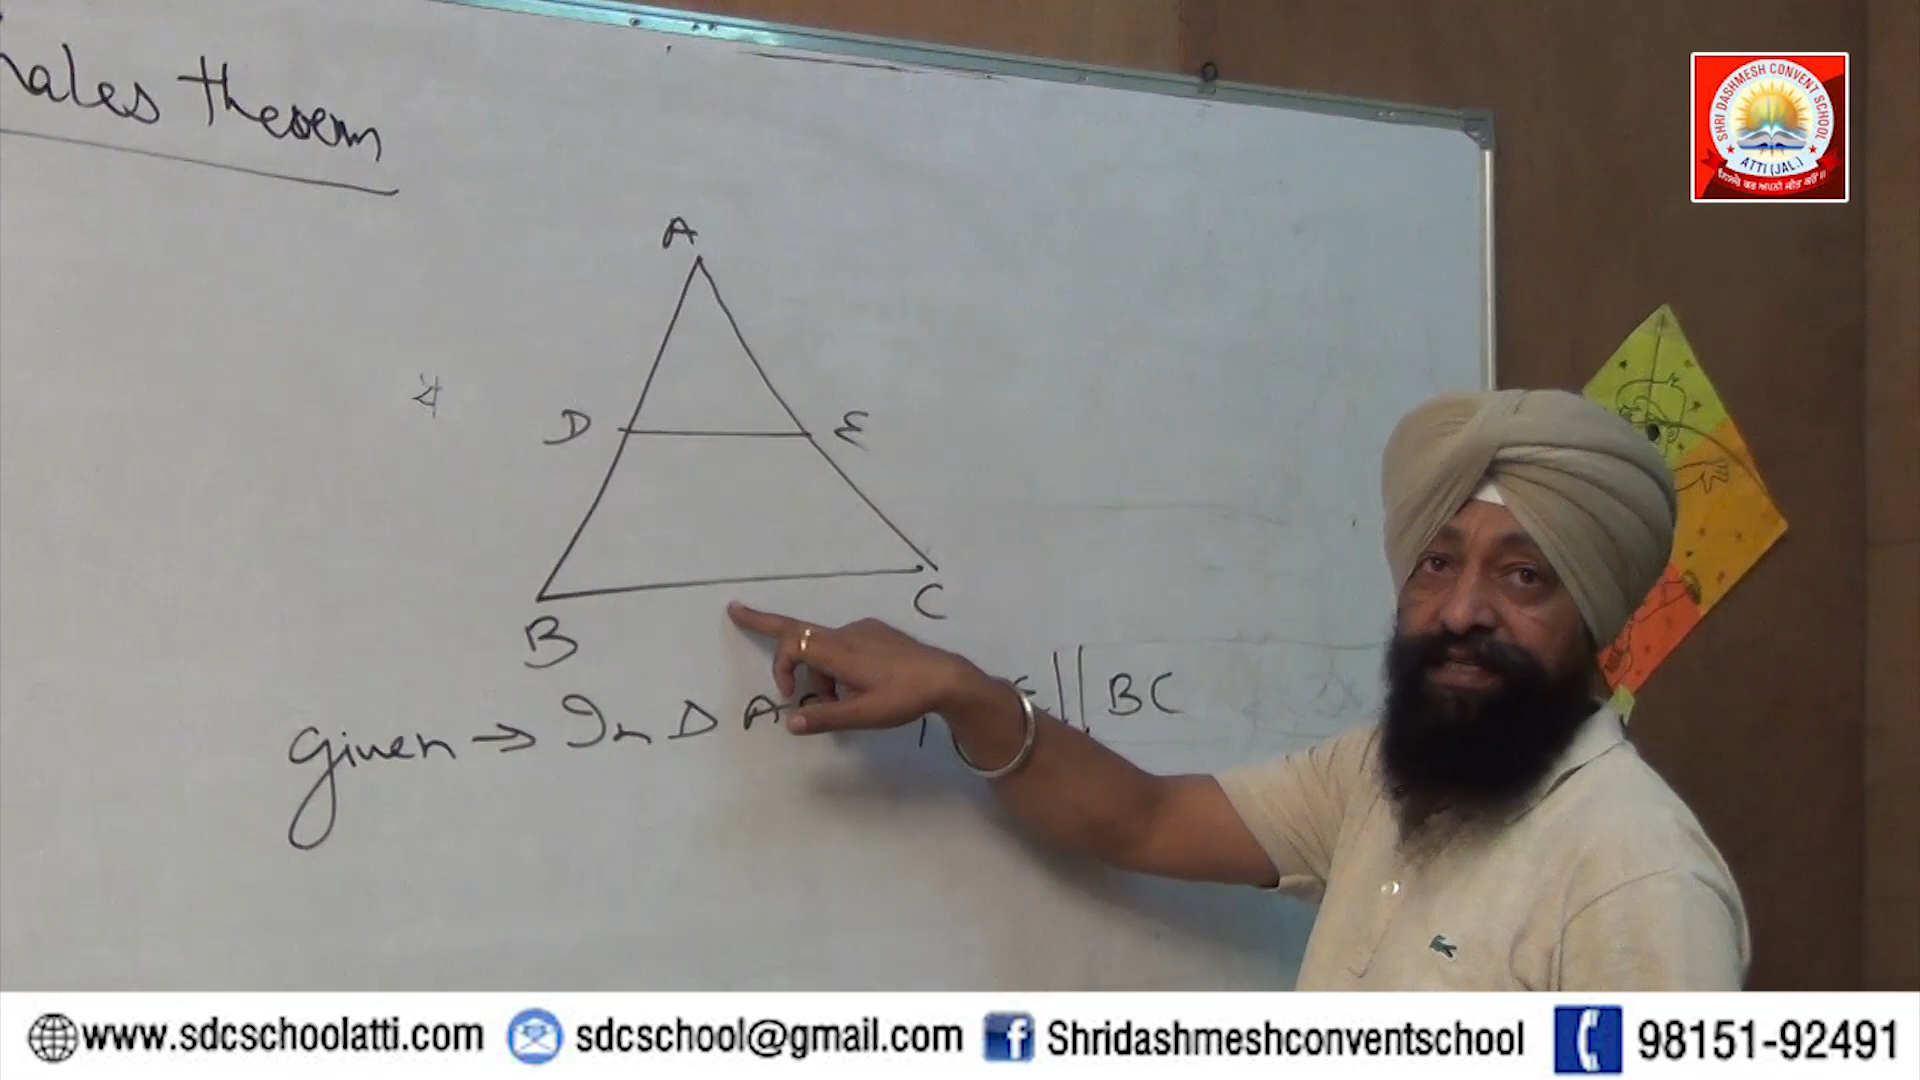 hales theorem
A
D E
B C
Given → In Δ A || BC
SHRI DASHMESH CONVENT SCHOOL
ATTI (JAL.)
www.sdcschoolatti.com sdcschool@gmail.com Shridashmeshconventschool 98151-92491